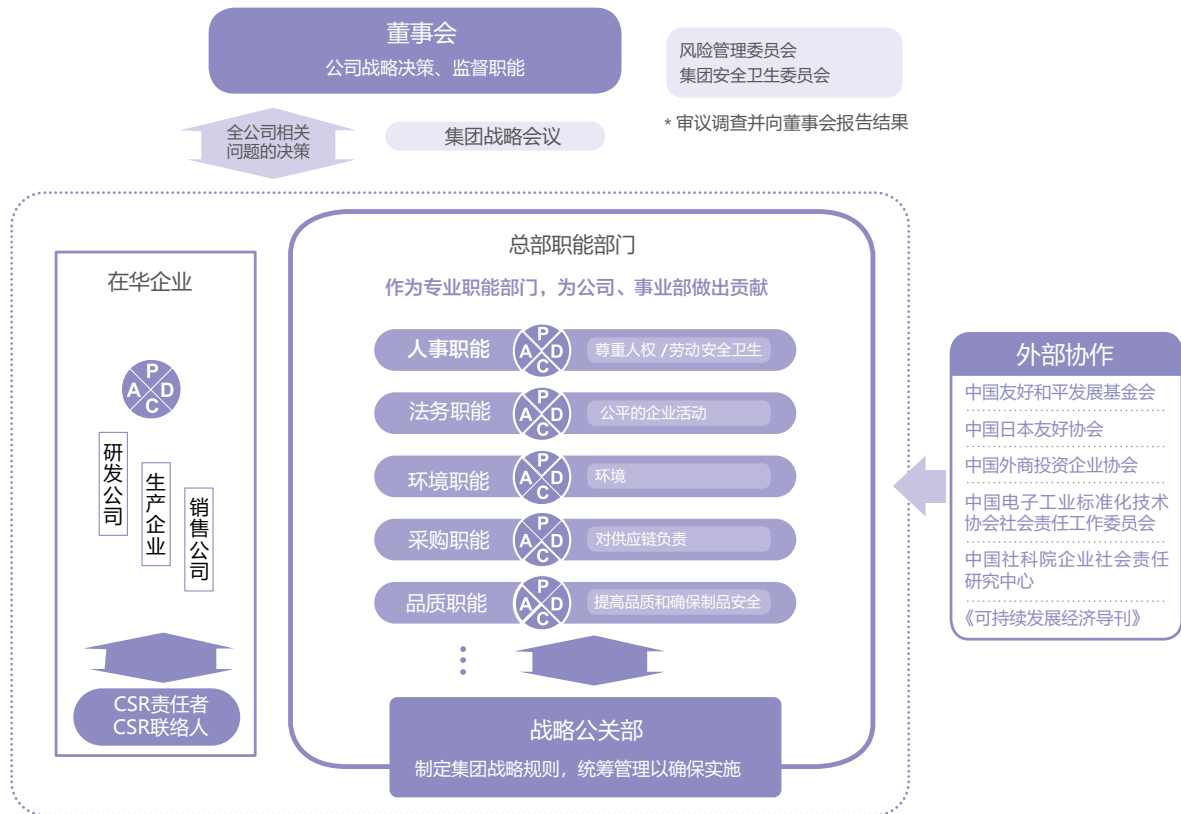 董事会
公司战略决策、监督职能
风险管理委员会
集团安全卫生委员会
* 审议调查并向董事会报告结果
全公司相关
问题的决策
集团战略会议
在华企业
P
A D
C
研发公司
生产企业
销售公司
CSR责任者
CSR联络人
总部职能部门
作为专业职能部门，为公司、事业部做出贡献
人事职能
P
A D
C
尊重人权 /劳动安全卫生
法务职能
P
A D
C
公平的企业活动
环境职能
P
A D
C
环境
采购职能
P
A D
C
对供应链负责
品质职能
P
A D
C
提高品质和确保制品安全
战略公关部
制定集团战略规则，统筹管理以确保实施
外部协作
中国友好和平发展基金会
中国日本友好协会
中国外商投资企业协会
中国电子工业标准化技术
协会社会责任工作委员会
中国社科院企业社会责任
研究中心
《可持续发展经济导刊》